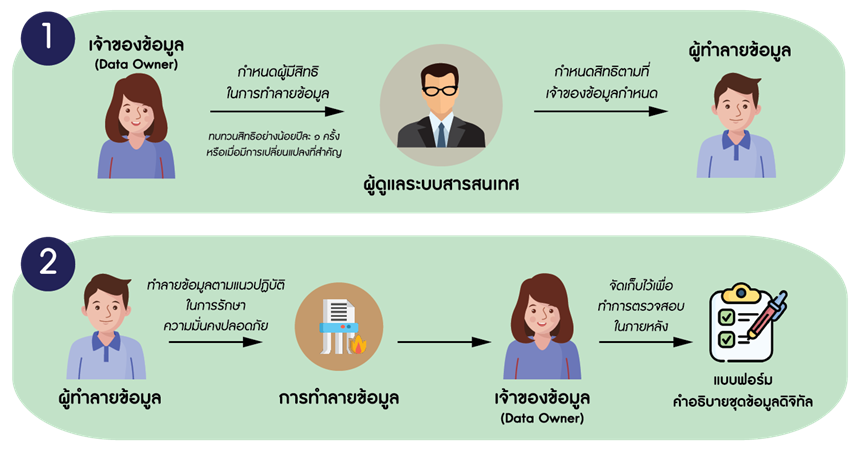 1
เจ้าของข้อมูล
(Data Owner)
กำหนดผู้มีสิทธิ
ในการทำลายข้อมูล
ทบทวนสิทธิอย่างน้อยปีละ ๑ ครั้ง
หรือเมื่อมีการเปลี่ยนแปลงที่สำคัญ
ผู้ดูแลระบบสารสนเทศ
กำหนดสิทธิตามที่
เจ้าของข้อมูลกำหนด
ผู้ทำลายข้อมูล
2
ผู้ทำลายข้อมูล
ทำลายข้อมูลตามแนวปฏิบัติ
ในการรักษา
ความมั่นคงปลอดภัย
การทำลายข้อมูล
เจ้าของข้อมูล
(Data Owner)
จัดเก็บไว้เพื่อ
ทำการตรวจสอบ
ในภายหลัง
แบบฟอร์ม
คำอธิบายชุดข้อมูลดิจิทัล